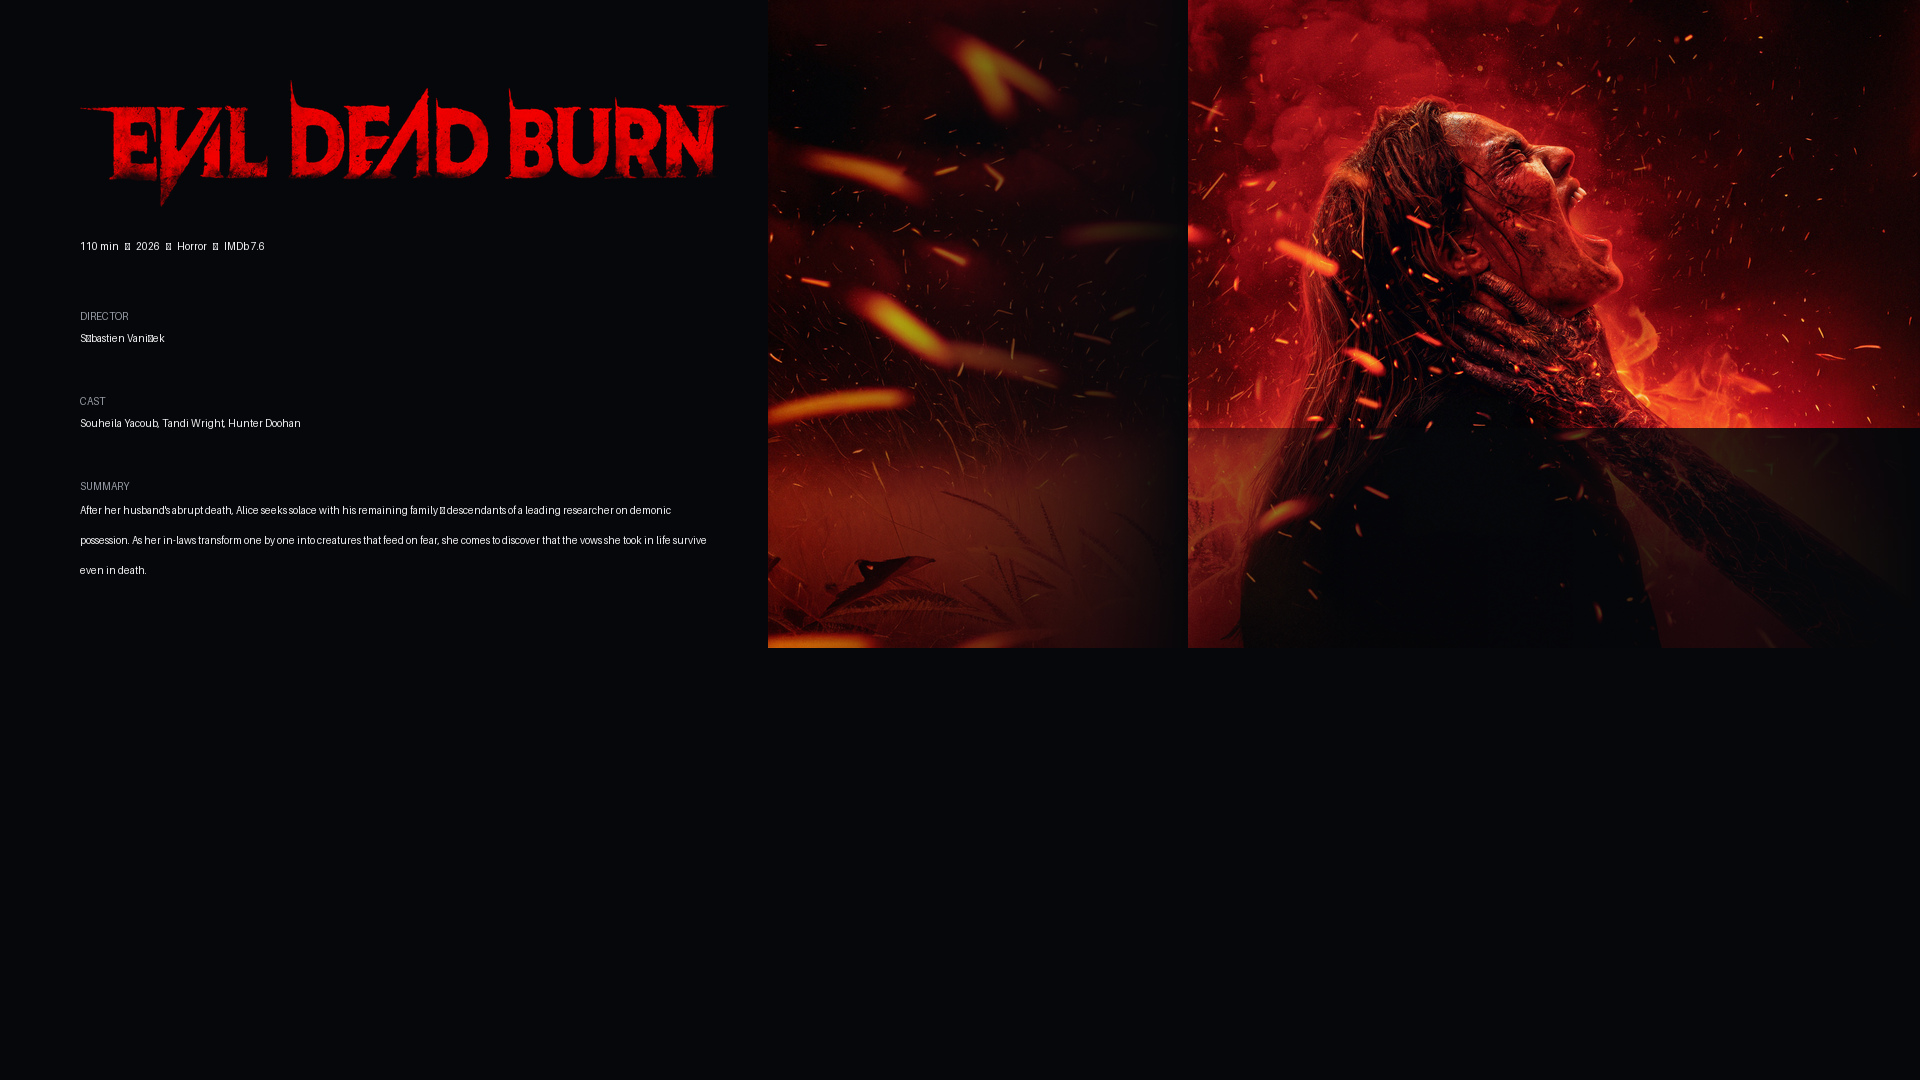 EVIL DEAD BURN
110 min ☒ 2026 ☒ Horror ☒ IMDb 7.6
DIRECTOR
S☒bastien Vani☒ek
CAST
Souheila Yacoub, Tandi Wright, Hunter Doohan
SUMMARY
After her husband's abrupt death, Alice seeks solace with his remaining family ☒ descendants of a leading researcher on demonic
possession. As her in-laws transform one by one into creatures that feed on fear, she comes to discover that the vows she took in life survive
even in death.